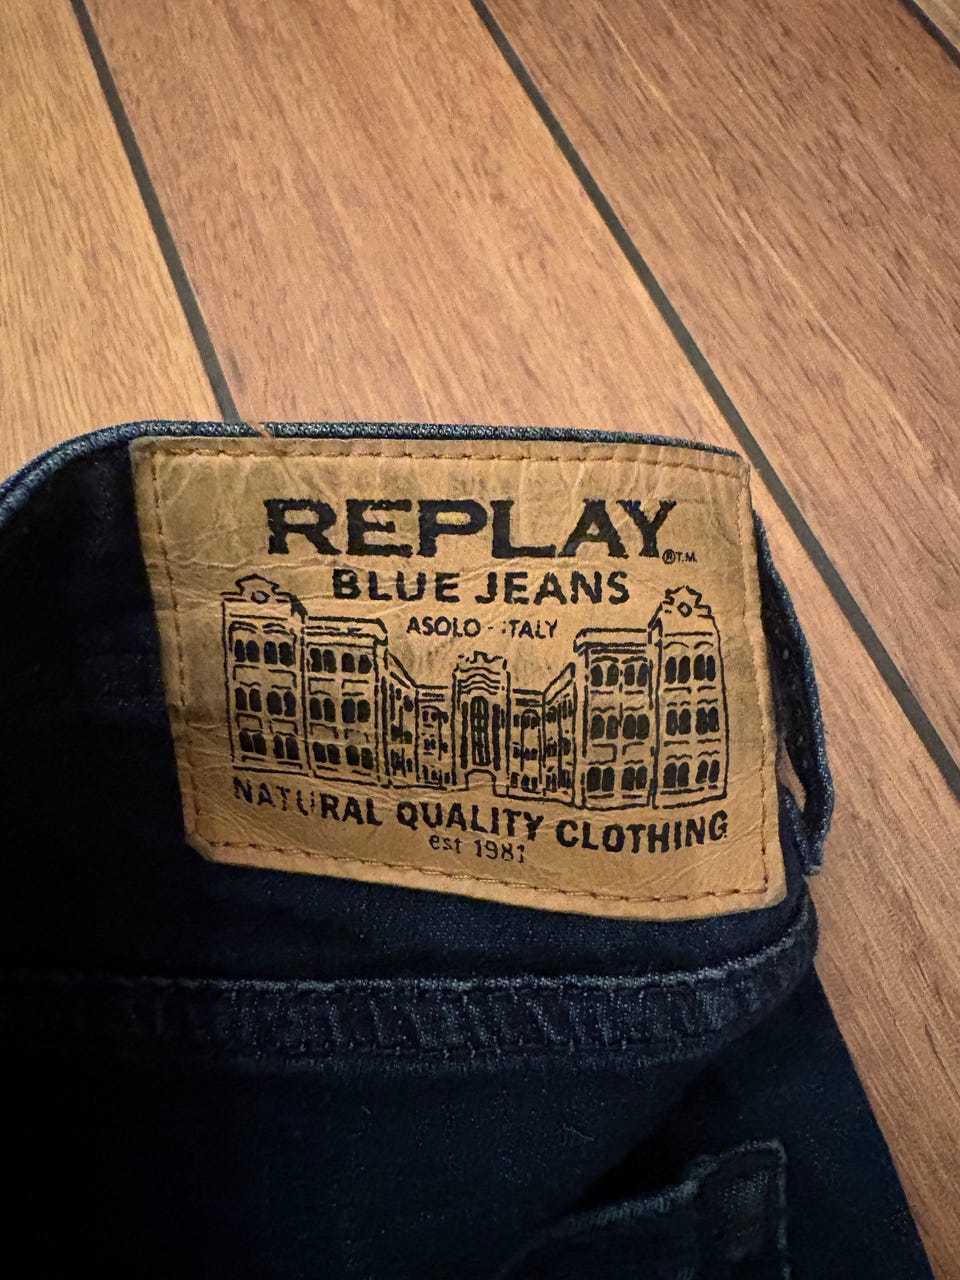 REPLAY ® T.M.
BLUE JEANS
ASOLO - ITALY
NATURAL QUALITY CLOTHING
est 1981